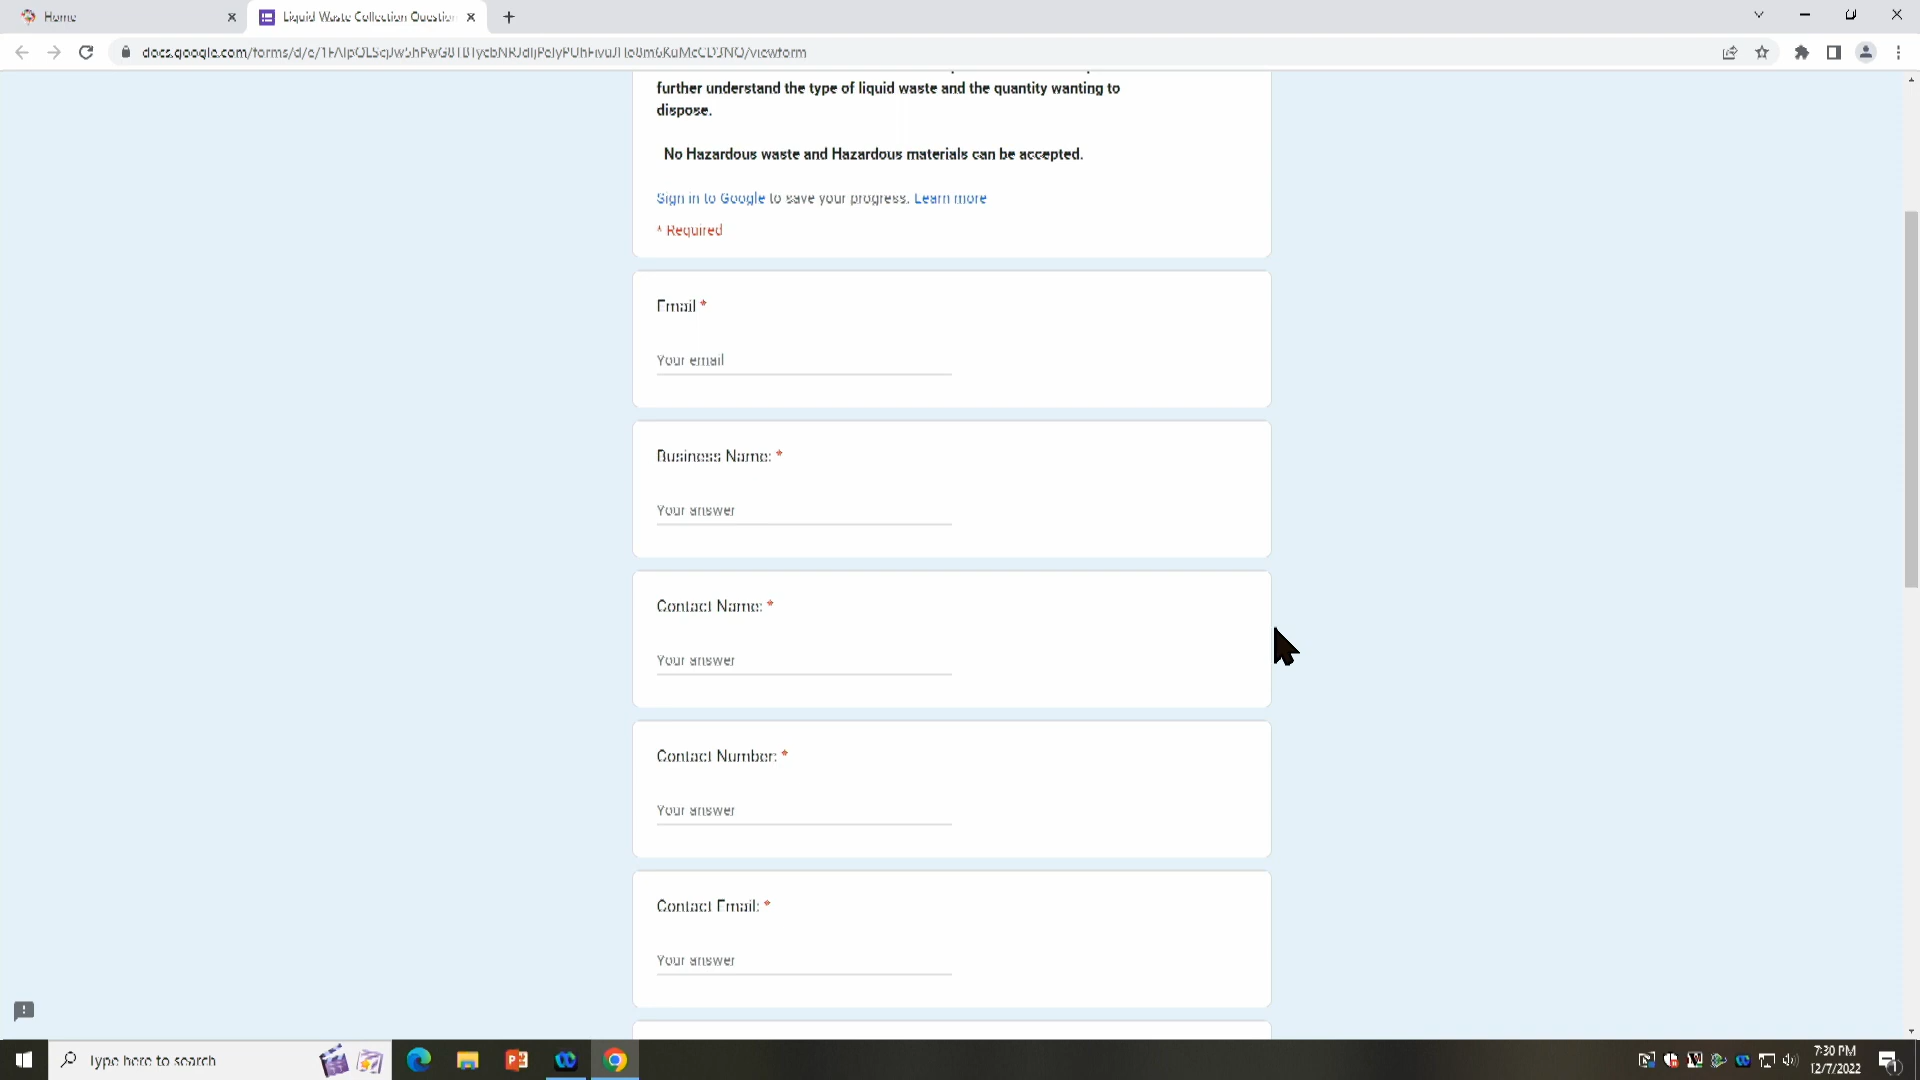 Home
Liquid Waste Collection Question
further understand the type of liquid waste and the quantity wanting to
dispose.
No Hazardous waste and Hazardous materials can be accepted.
Sign in to Google to save your progress. Learn more
* Required
Email *
Your email
Business Name: *
Your answer
Contact Name: *
Your answer
Contact Number: *
Your answer
Contact Email: *
Your answer
Type here to search
7:30 PM
12/7/2022